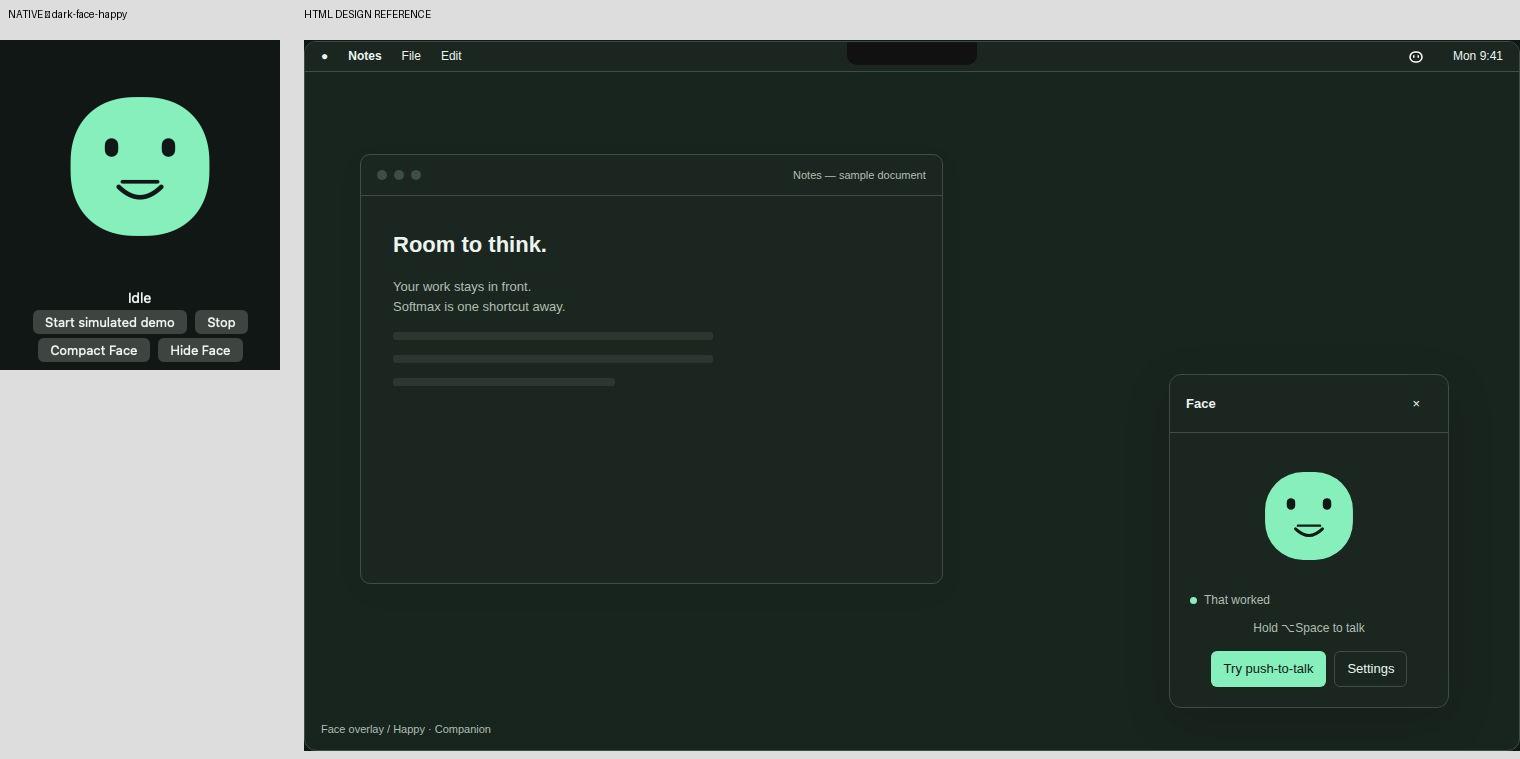 NATIVE dark-face-happy
HTML DESIGN REFERENCE
Idle
Start simulated demo
Stop
Compact Face
Hide Face
Notes File Edit
Mon 9:41
Notes — sample document
Room to think.
Your work stays in front.
Softmax is one shortcut away.
Face
×
That worked
Hold ⌥Space to talk
Try push-to-talk
Settings
Face overlay / Happy · Companion